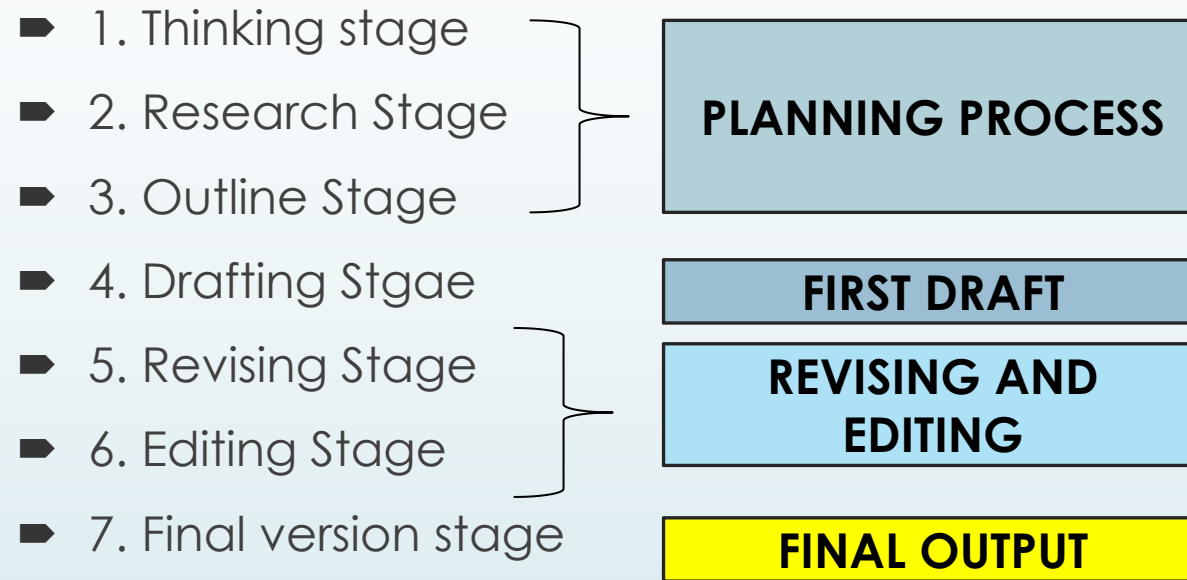 1. Thinking stage
2. Research Stage
3. Outline Stage
PLANNING PROCESS
4. Drafting Stgae
FIRST DRAFT
5. Revising Stage
6. Editing Stage
REVISING AND
EDITING
7. Final version stage
FINAL OUTPUT